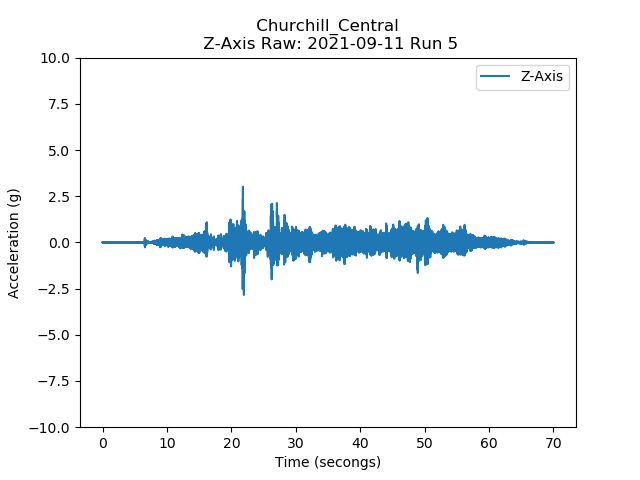 Churchill_Central
Z-Axis Raw: 2021-09-11 Run 5
10.0
7.5
5.0
2.5
0.0
−2.5
−5.0
−7.5
−10.0
Acceleration (g)
Z-Axis
0 10 20 30 40 50 60 70
Time (secongs)